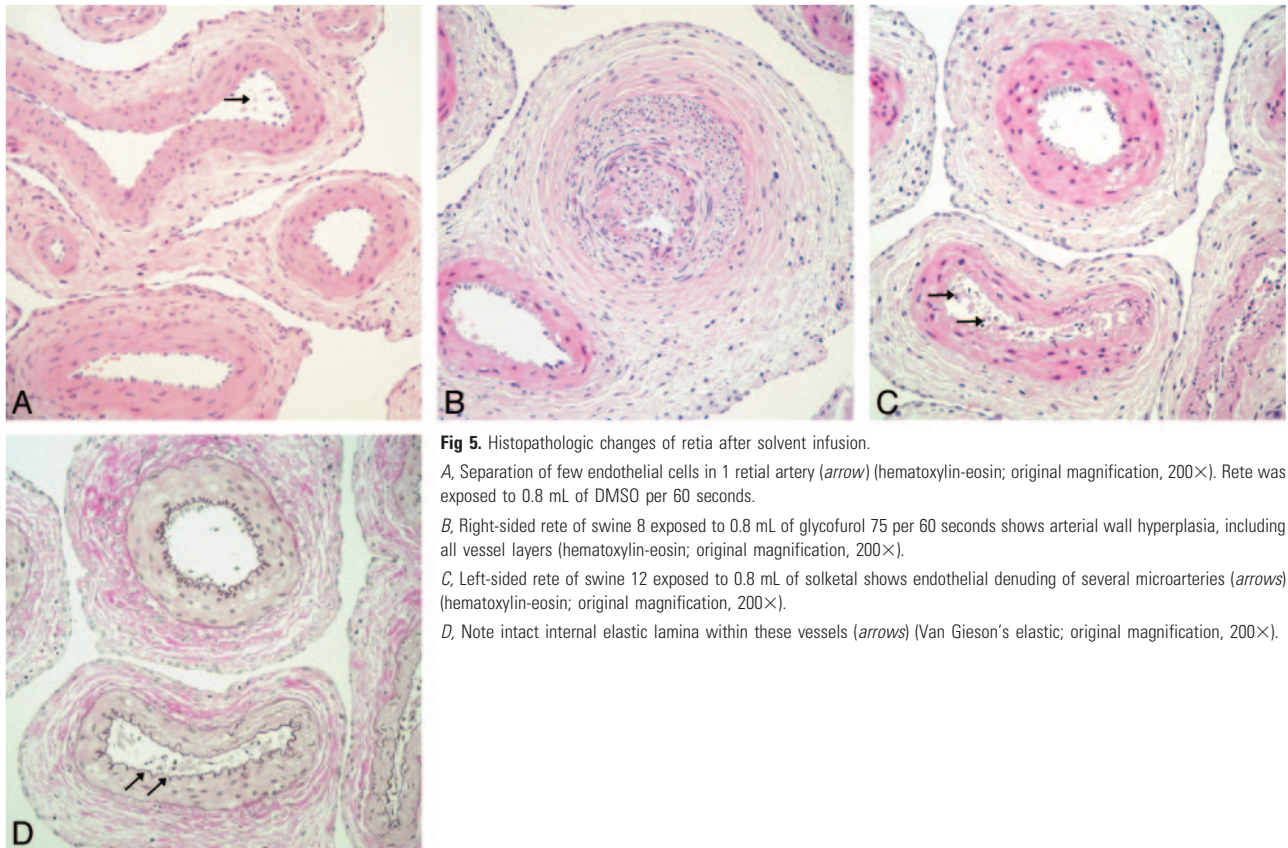 A
B
C
D
Fig 5. Histopathologic changes of retia after solvent infusion.
A, Separation of few endothelial cells in 1 retial artery (arrow) (hematoxylin-eosin; original magnification, 200×). Rete was
exposed to 0.8 mL of DMSO per 60 seconds.
B, Right-sided rete of swine 8 exposed to 0.8 mL of glycofurol 75 per 60 seconds shows arterial wall hyperplasia, including
all vessel layers (hematoxylin-eosin; original magnification, 200×).
C, Left-sided rete of swine 12 exposed to 0.8 mL of solketal shows endothelial denuding of several microarteries (arrows)
(hematoxylin-eosin; original magnification, 200×).
D, Note intact internal elastic lamina within these vessels (arrows) (Van Gieson's elastic; original magnification, 200×).